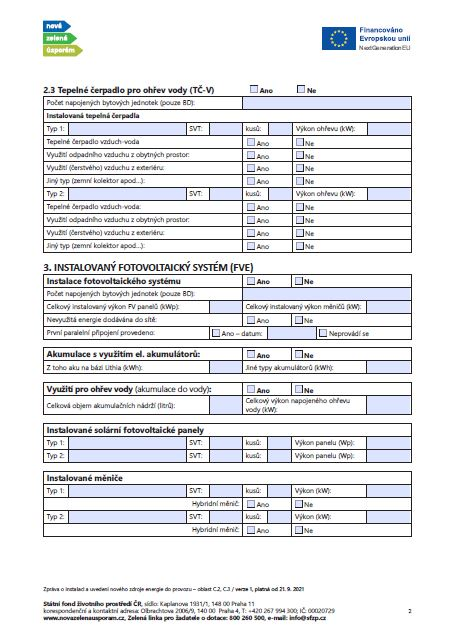 nová
zelená
úsporám
Financováno
Evropskou unií
NextGenerationEU
2.3 Tepelné čerpadlo pro ohřev vody (TČ-V) Ano Ne
Počet napojených bytových jednotek (pouze BD):
Instalovaná tepelná čerpadla
Typ 1: SVT: kusů: Výkon ohřevu (kW):
Tepelné čerpadlo vzduch-voda Ano Ne
Využití odpadního vzduchu z obytných prostor: Ano Ne
Využití (čerstvého) vzduchu z exteriéru: Ano Ne
Jiný typ (zemní kolektor apod...): Ano Ne
Typ 2: SVT: kusů: Výkon ohřevu (kW):
Tepelné čerpadlo vzduch-voda: Ano Ne
Využití odpadního vzduchu z obytných prostor: Ano Ne
Využití (čerstvého) vzduchu z exteriéru: Ano Ne
Jiný typ (zemní kolektor apod...): Ano Ne
3. INSTALOVANÝ FOTOVOLTAICKÝ SYSTÉM (FVE)
Instalace fotovoltaického systému Ano Ne
Počet napojených bytových jednotek (pouze BD):
Celkový instalovaný výkon FV panelů (kWp): Celkový instalovaný výkon měničů (kW):
Nevyužitá energie dodávána do sítě: Ano Ne
První paralelní připojení provedeno: Ano – datum: Neprovádí se
Akumulace s využitím el. akumulátorů: Ano Ne
Z toho aku na bázi Lithia (kWh): Jiné typy akumulátorů (kWh):
Využití pro ohřev vody (akumulace do vody): Ano Ne
Celková objem akumulačních nádrží (litrů): Celkový výkon napojeného ohřevu
vody (kW):
Instalované solární fotovoltaické panely
Typ 1: SVT: kusů: Výkon panelu (Wp):
Typ 2: SVT: kusů: Výkon panelu (Wp):
Instalované měniče
Typ 1: SVT: kusů: Výkon (kW):
Hybridní měnič: Ano Ne
Typ 2: SVT: kusů: Výkon (kW):
Hybridní měnič: Ano Ne
Zpráva o instalaci a uvedení nového zdroje energie do provozu – oblast C.2, C.3 / verze 1, platná od 21. 9. 2021
Státní fond životního prostředí ČR, sídlo: Kaplanova 1931/1, 148 00 Praha 11
korespondenční a kontaktní adresa: Olbrachtova 2006/9, 140 00 Praha 4, T: +420 267 994 300; IČ: 00020729 2
www.novazelenausporam.cz, Zelená linka pro žadatele o dotace: 800 260 500, e-mail: info@sfzp.cz